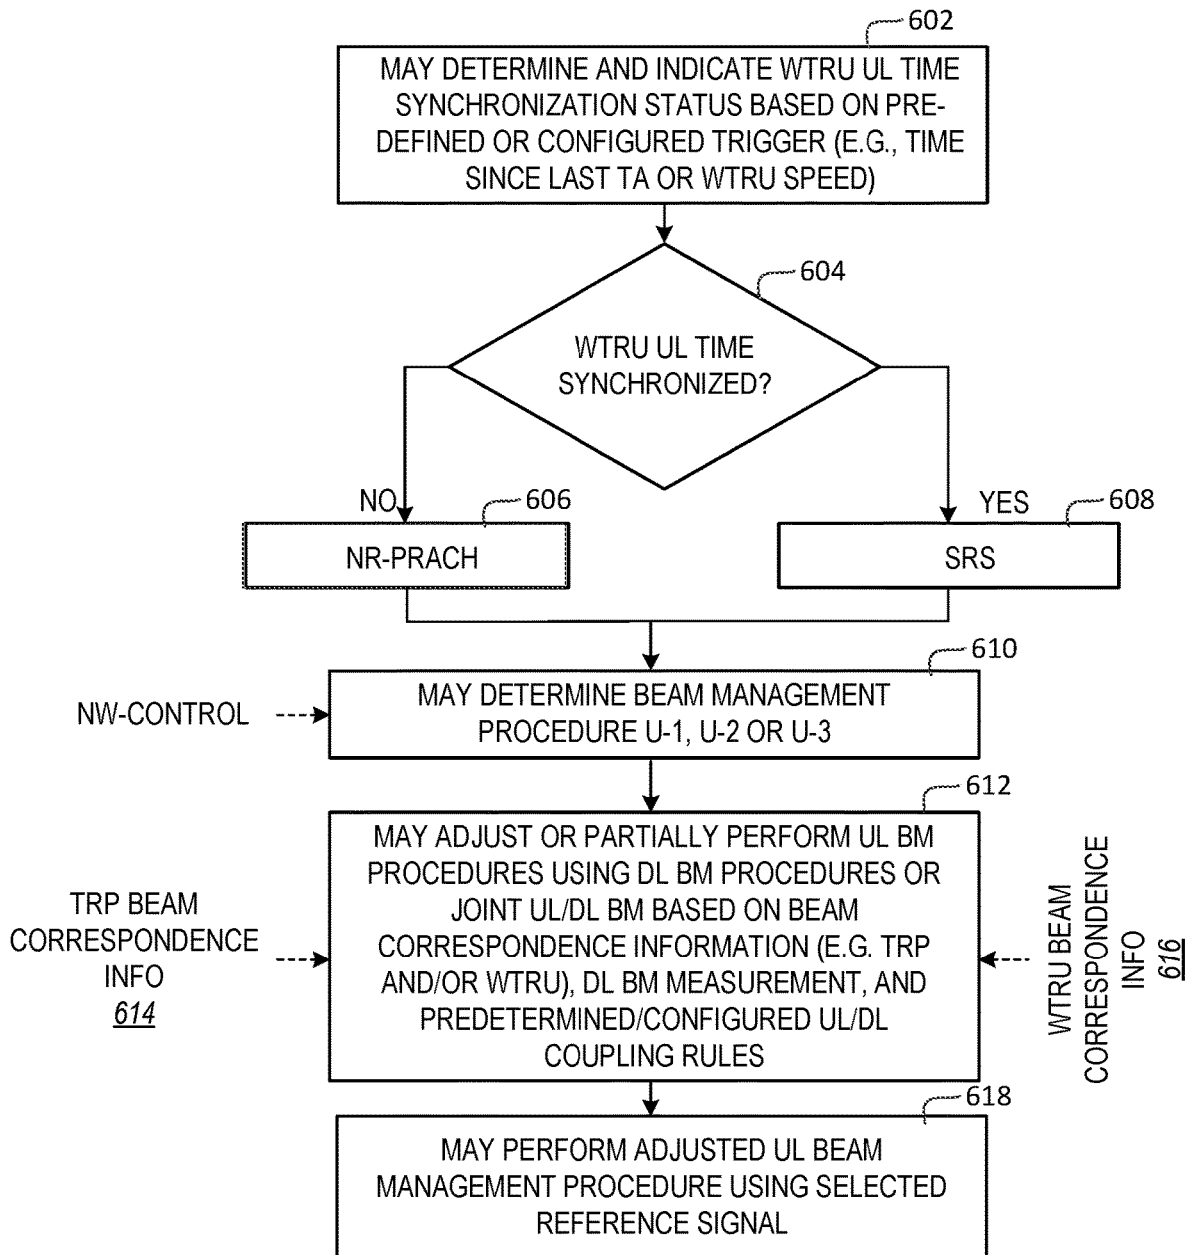 602
MAY DETERMINE AND INDICATE WTRU UL TIME
SYNCHRONIZATION STATUS BASED ON PRE-
DEFINED OR CONFIGURED TRIGGER (E.G., TIME
SINCE LAST TA OR WTRU SPEED)
604
WTRU UL TIME
SYNCHRONIZED?
NO
606
YES
608
NR-PRACH
SRS
610
NW-CONTROL
MAY DETERMINE BEAM MANAGEMENT
PROCEDURE U-1, U-2 OR U-3
612
MAY ADJUST OR PARTIALLY PERFORM UL BM
PROCEDURES USING DL BM PROCEDURES OR
JOINT UL/DL BM BASED ON BEAM
CORRESPONDENCE INFORMATION (E.G. TRP
AND/OR WTRU), DL BM MEASUREMENT, AND
PREDETERMINED/CONFIGURED UL/DL
COUPLING RULES
TRP BEAM
CORRESPONDENCE
INFO
614
WTRU BEAM
CORRESPONDENCE
INFO
616
618
MAY PERFORM ADJUSTED UL BEAM
MANAGEMENT PROCEDURE USING SELECTED
REFERENCE SIGNAL